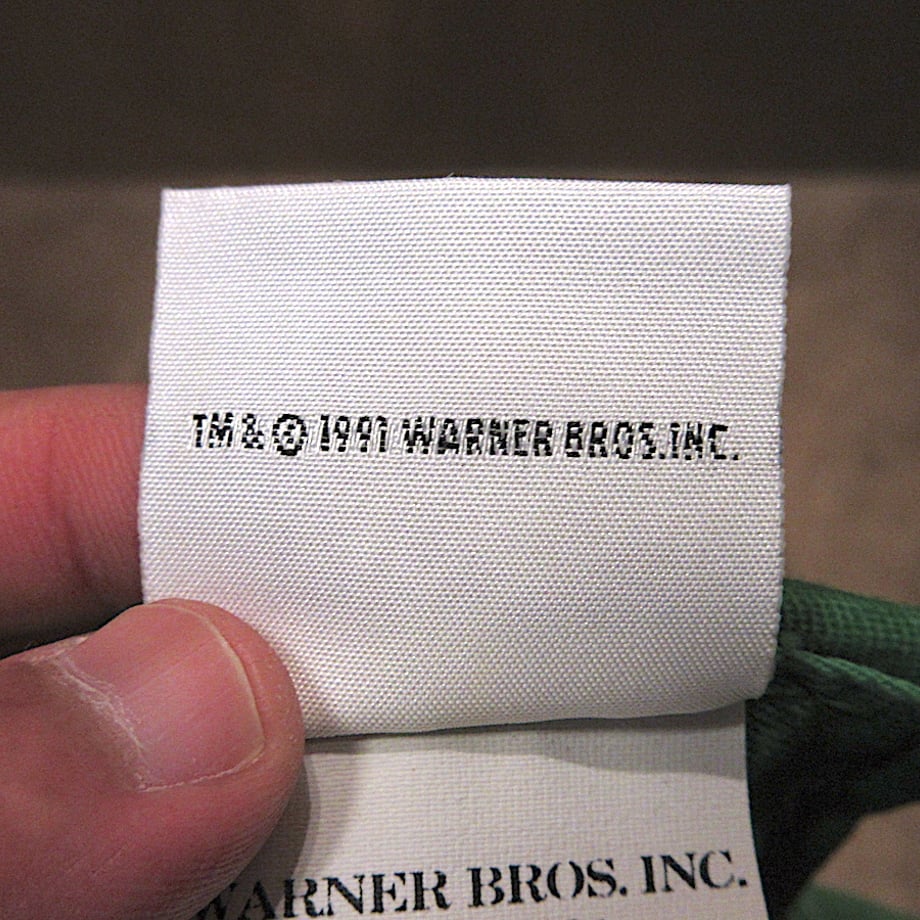 TM & © 1991 WARNER BROS.INC.
WARNER BROS. INC.